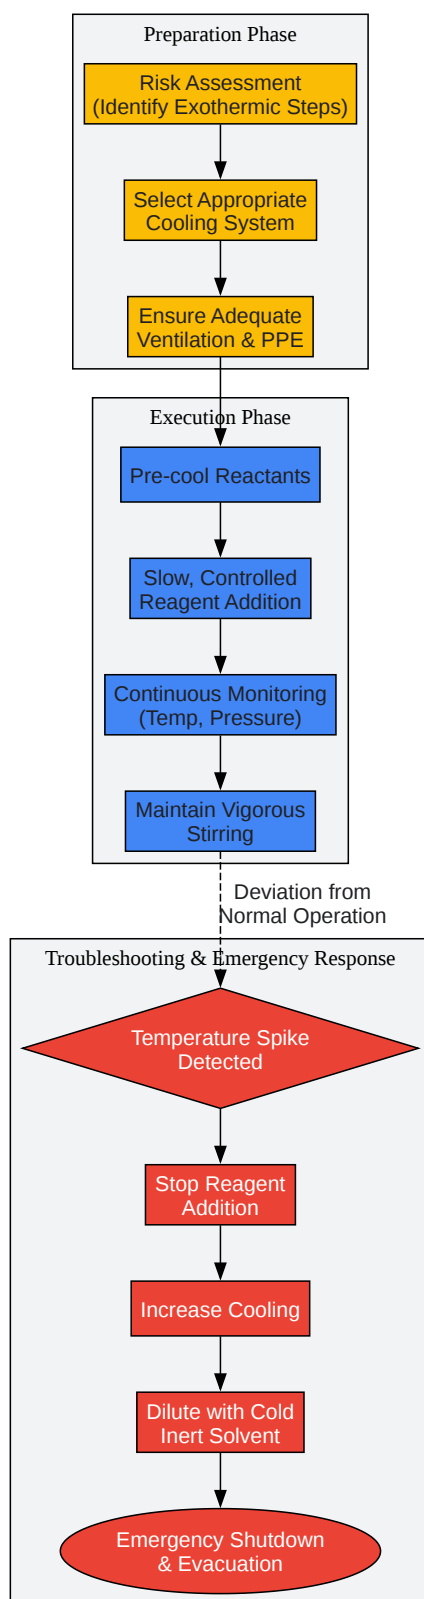 Preparation Phase
Risk Assessment
(Identify Exothermic Steps)
Select Appropriate
Cooling System
Ensure Adequate
Ventilation & PPE
Execution Phase
Pre-cool Reactants
Slow, Controlled
Reagent Addition
Continuous Monitoring
(Temp, Pressure)
Maintain Vigorous
Stirring
Deviation from
Normal Operation
Troubleshooting & Emergency Response
Temperature Spike
Detected
Stop Reagent
Addition
Increase Cooling
Dilute with Cold
Inert Solvent
Emergency Shutdown
& Evacuation